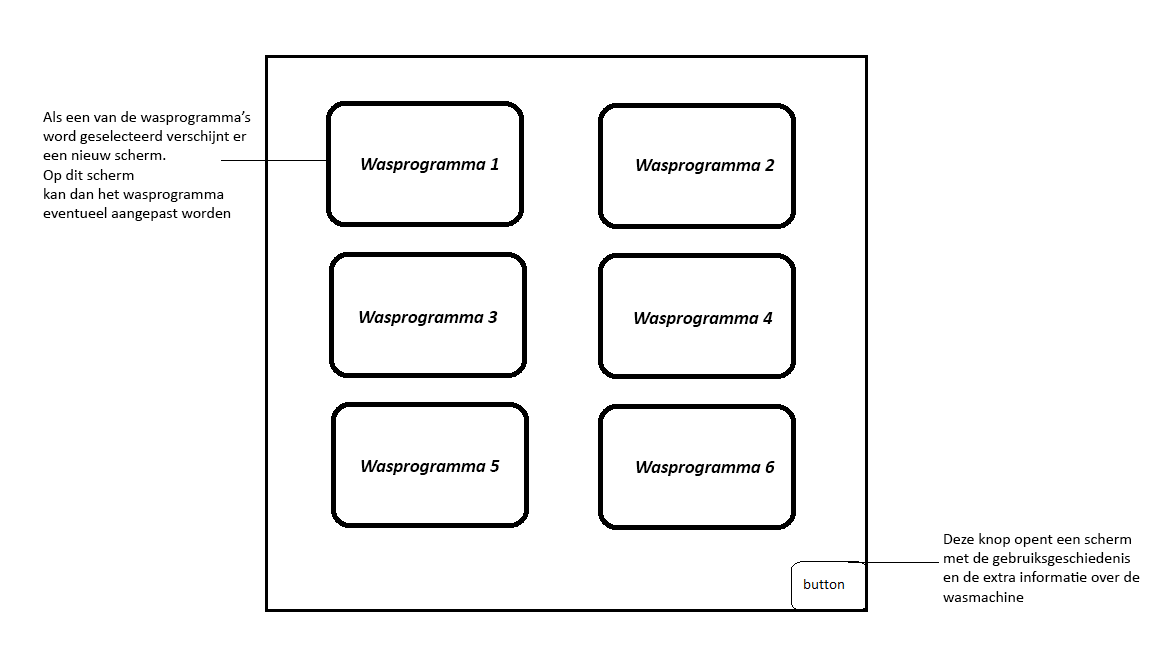 Als een van de wasprogramma's
word geselecteerd verschijnt er
een nieuw scherm.
Op dit scherm
kan dan het wasprogramma
eventueel aangepast worden
Wasprogramma 1
Wasprogramma 2
Wasprogramma 3
Wasprogramma 4
Wasprogramma 5
Wasprogramma 6
button
Deze knop opent een scherm
met de gebruiksgeschiedenis
en de extra informatie over de
wasmachine